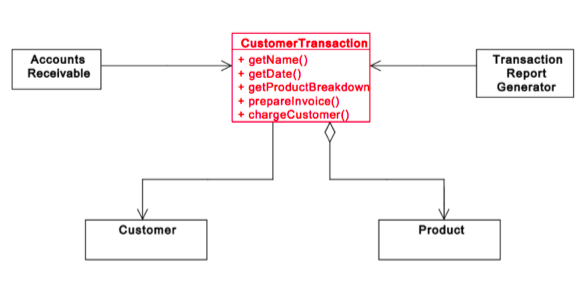 Accounts
Receivable
CustomerTransaction
+ getName()
+ getDate()
+ getProductBreakdown
+ prepareInvoice()
+ chargeCustomer()
Transaction
Report
Generator
Customer
Product